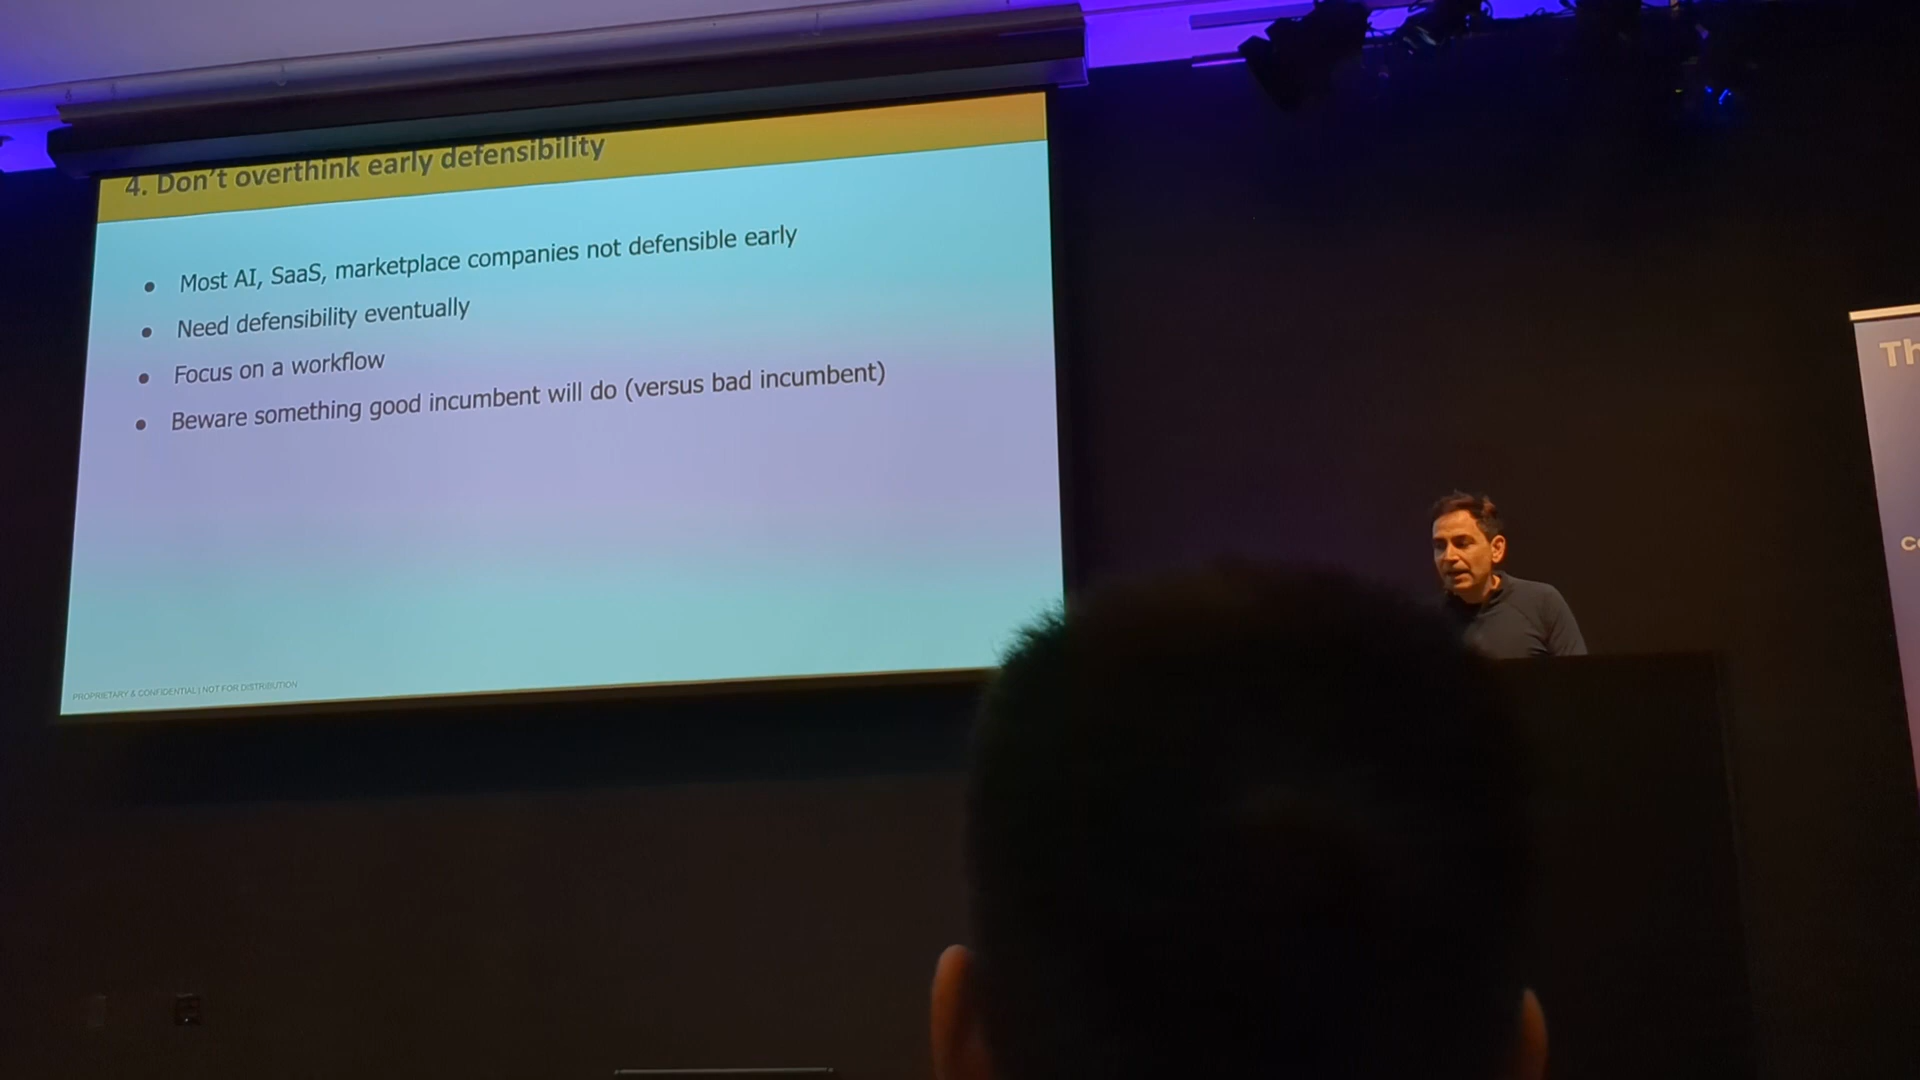 4. Don't overthink early defensibility
● Most AI, SaaS, marketplace companies not defensible early
● Need defensibility eventually
● Focus on a workflow
● Beware something good incumbent will do (versus bad incumbent)
PROPRIETARY & CONFIDENTIAL | NOT FOR DISTRIBUTION